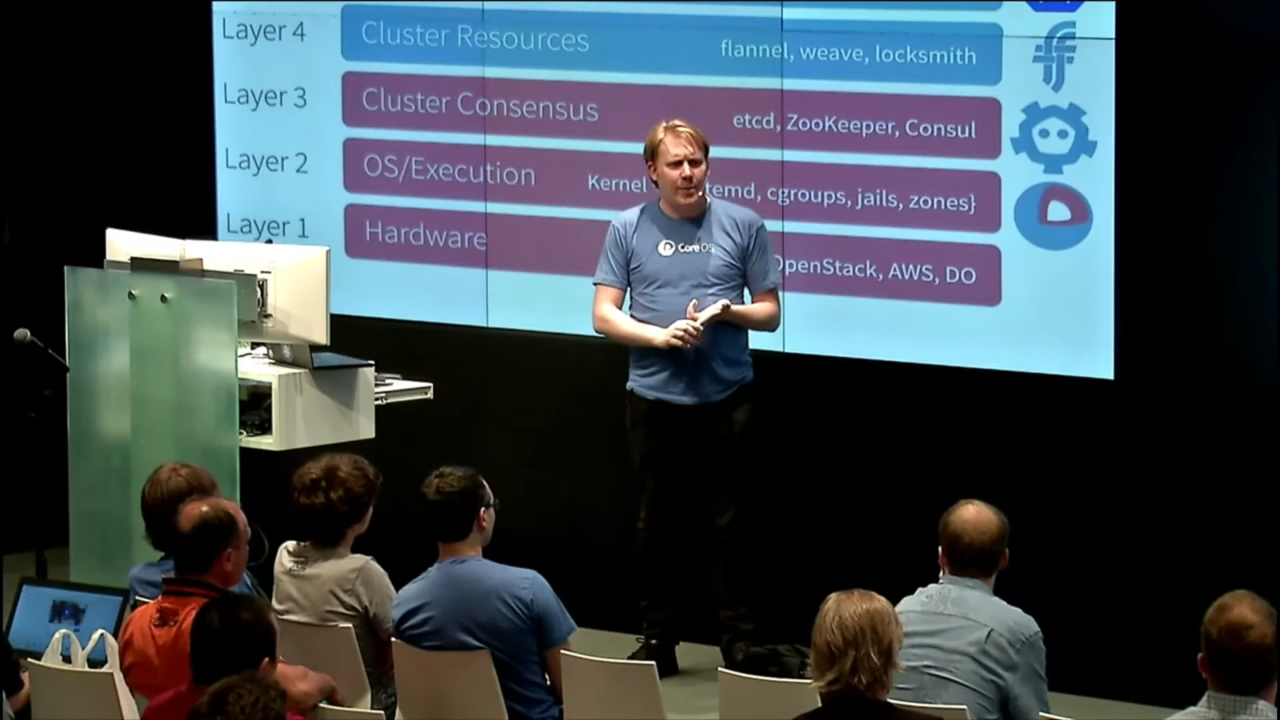 Layer 4 Cluster Resources flannel, weave, locksmith
Layer 3 Cluster Consensus etcd, ZooKeeper, Consul
Layer 2 OS/Execution Kernel temd, cgroups, jails, zones}
Layer 1 Hardware OpenStack, AWS, DO
CoreOS